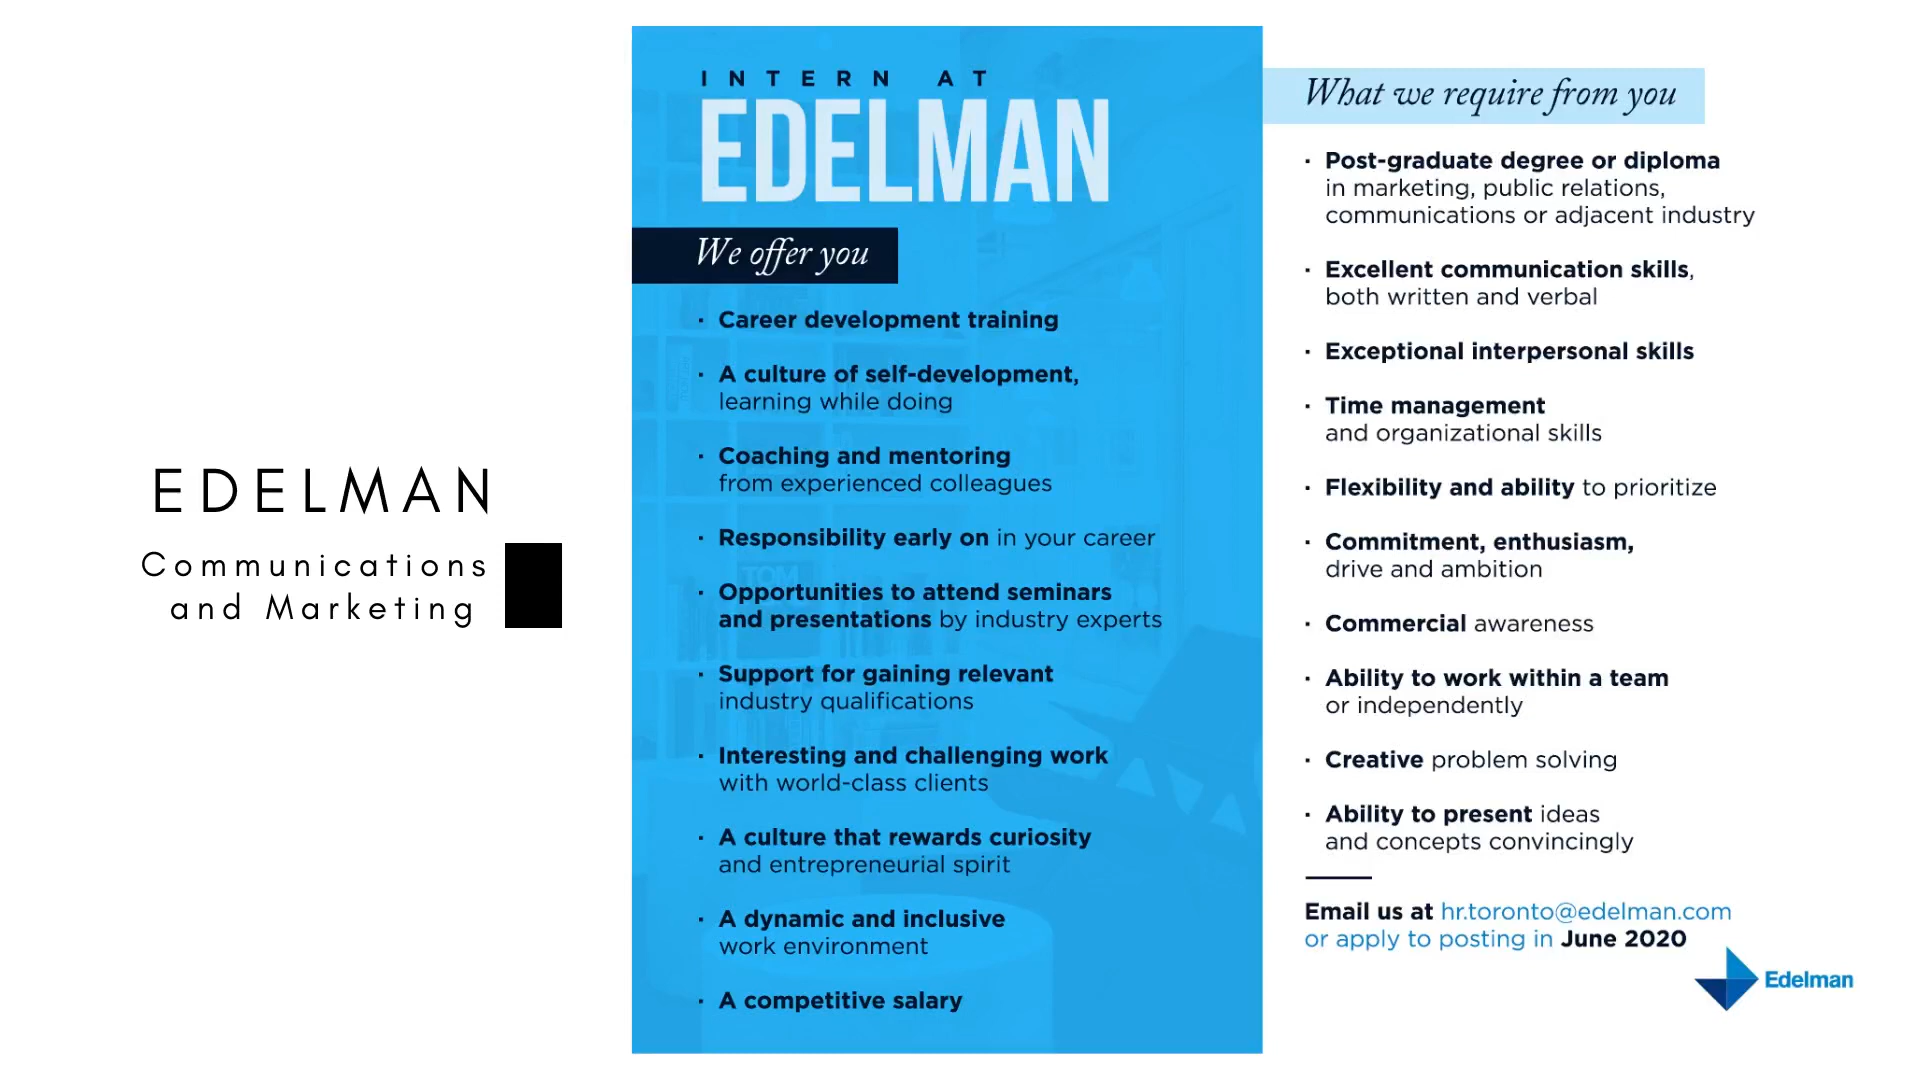 EDELMAN
Communications
and Marketing
INTERN AT
EDELMAN
We offer you
· Career development training
· A culture of self-development,
learning while doing
· Coaching and mentoring
from experienced colleagues
· Responsibility early on in your career
· Opportunities to attend seminars
and presentations by industry experts
· Support for gaining relevant
industry qualifications
· Interesting and challenging work
with world-class clients
· A culture that rewards curiosity
and entrepreneurial spirit
· A dynamic and inclusive
work environment
· A competitive salary
What we require from you
· Post-graduate degree or diploma
in marketing, public relations,
communications or adjacent industry
· Excellent communication skills,
both written and verbal
· Exceptional interpersonal skills
· Time management
and organizational skills
· Flexibility and ability to prioritize
· Commitment, enthusiasm,
drive and ambition
· Commercial awareness
· Ability to work within a team
or independently
· Creative problem solving
· Ability to present ideas
and concepts convincingly
Email us at hr.toronto@edelman.com
or apply to posting in June 2020
Edelman